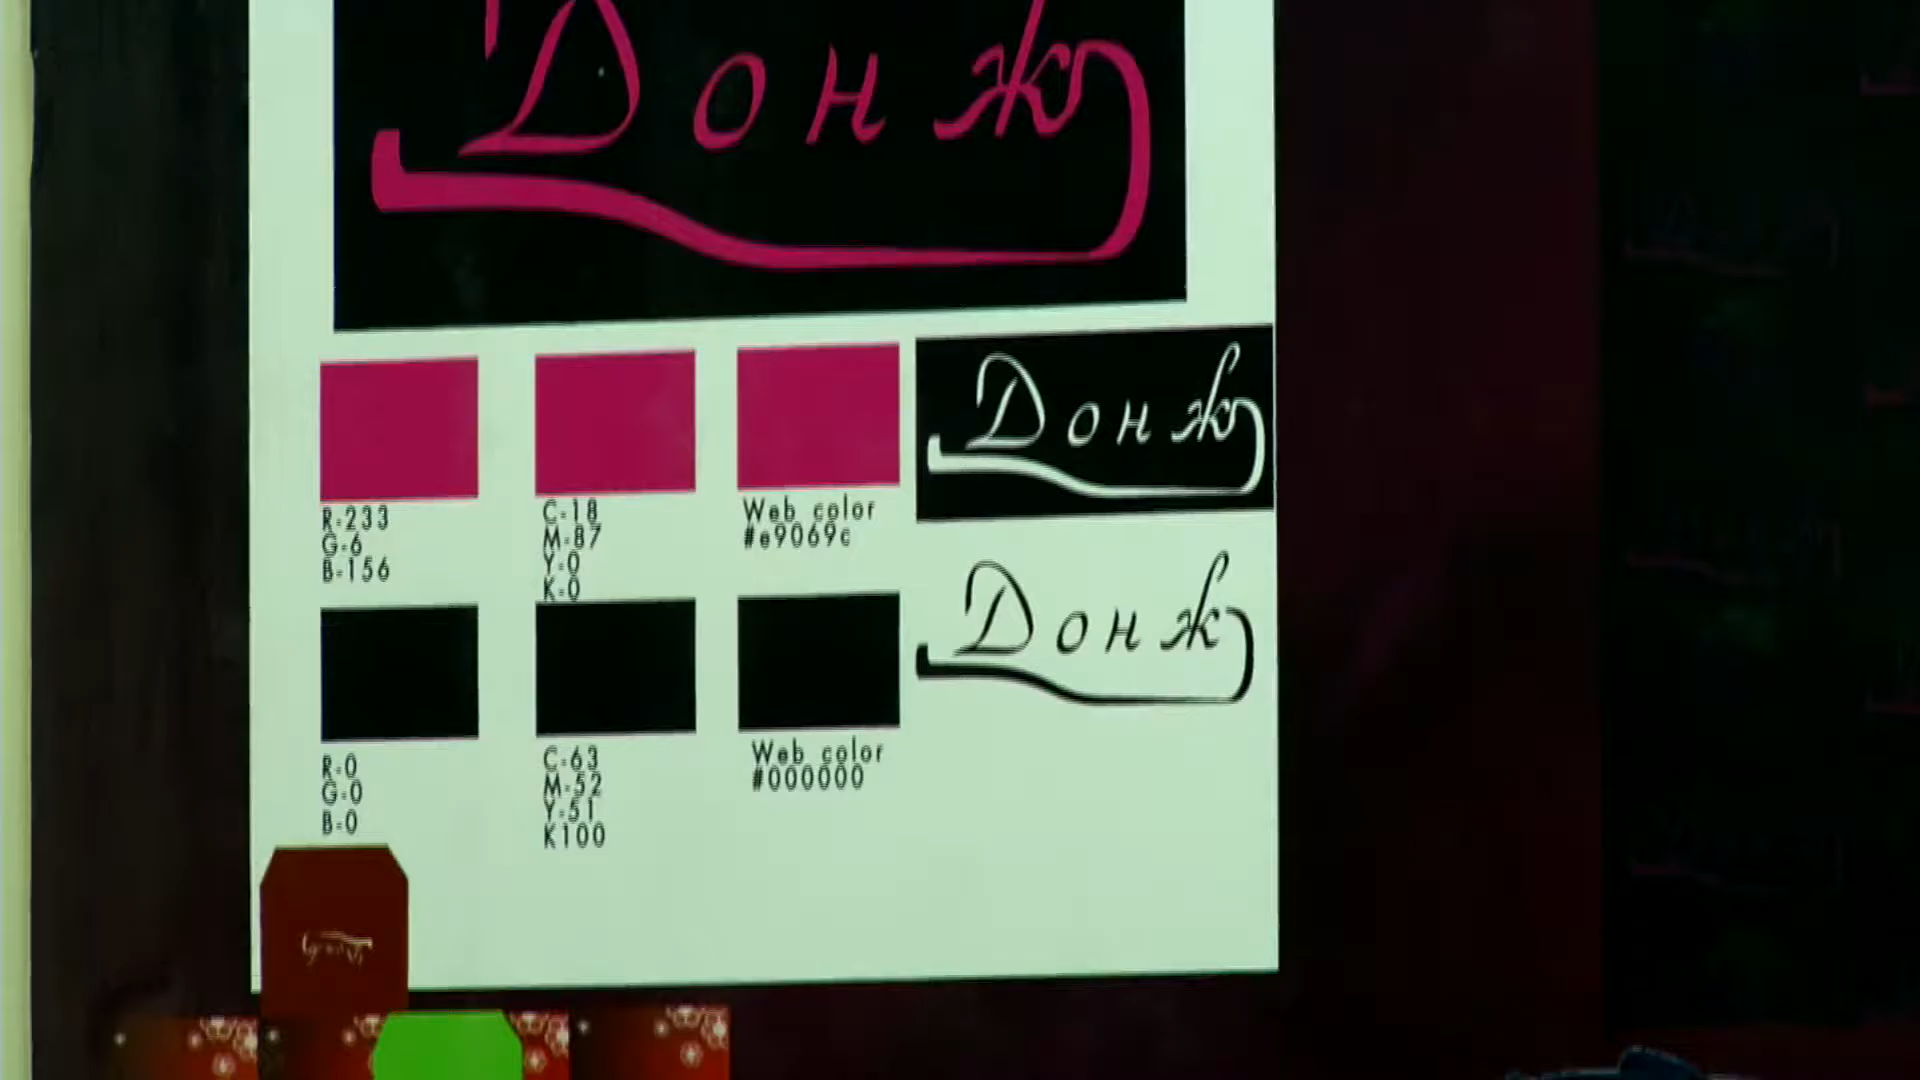 Донж
R=233
G=6
B=156
C=18
M=87
Y=0
K=0
Web color
#e9069c
Донж
Донж
R=0
G=0
B=0
C=63
M=52
Y=51
K100
Web color
#000000